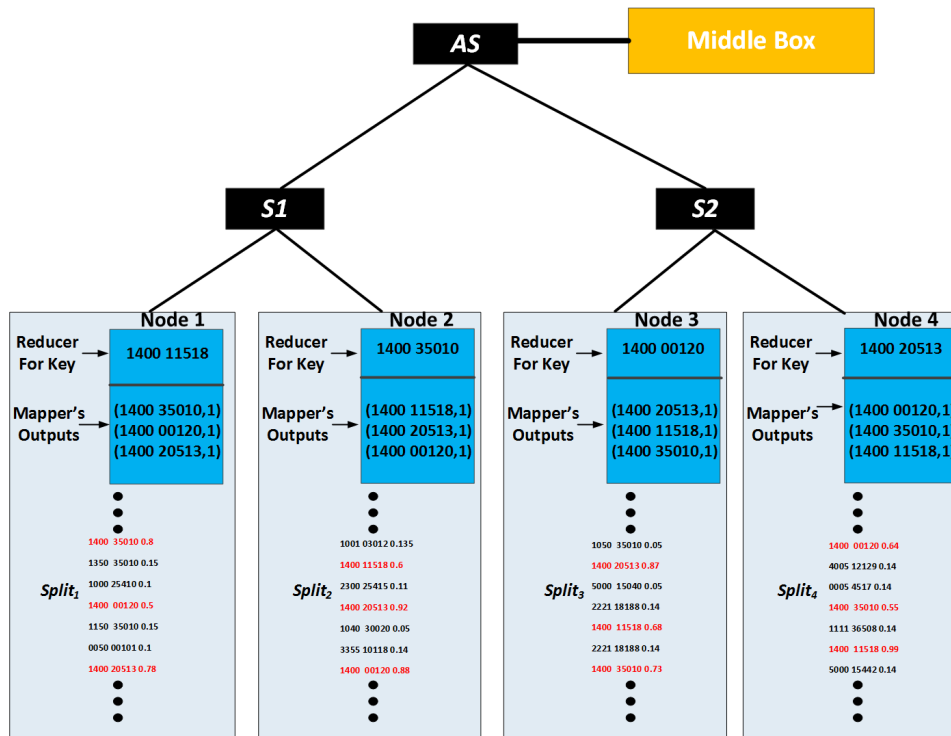 AS
Middle Box
S1
S2
Node 1
Reducer
For Key
1400 11518
Mapper's
Outputs
(1400 35010,1)
(1400 00120,1)
(1400 20513,1)
Split1
1400 35010 0.8
1350 35010 0.15
1000 25410 0.1
1400 00120 0.5
1150 35010 0.15
0050 00101 0.1
1400 20513 0.78
Node 2
Reducer
For Key
1400 35010
Mapper's
Outputs
(1400 11518,1)
(1400 20513,1)
(1400 00120,1)
Split2
1001 03012 0.135
1400 11518 0.6
2300 25415 0.11
1400 20513 0.92
1040 30020 0.05
3355 10118 0.14
1400 00120 0.88
Node 3
Reducer
For Key
1400 00120
Mapper's
Outputs
(1400 20513,1)
(1400 11518,1)
(1400 35010,1)
Split3
1050 35010 0.05
1400 20513 0.87
5000 15040 0.05
2221 18188 0.14
1400 11518 0.68
2221 18188 0.14
1400 35010 0.73
Node 4
Reducer
For Key
1400 20513
Mapper's
Outputs
(1400 00120,1)
(1400 35010,1)
(1400 11518,1)
Split4
1400 00120 0.64
4005 12129 0.14
0005 4517 0.14
1400 35010 0.55
1111 36508 0.14
1400 11518 0.99
5000 15442 0.14